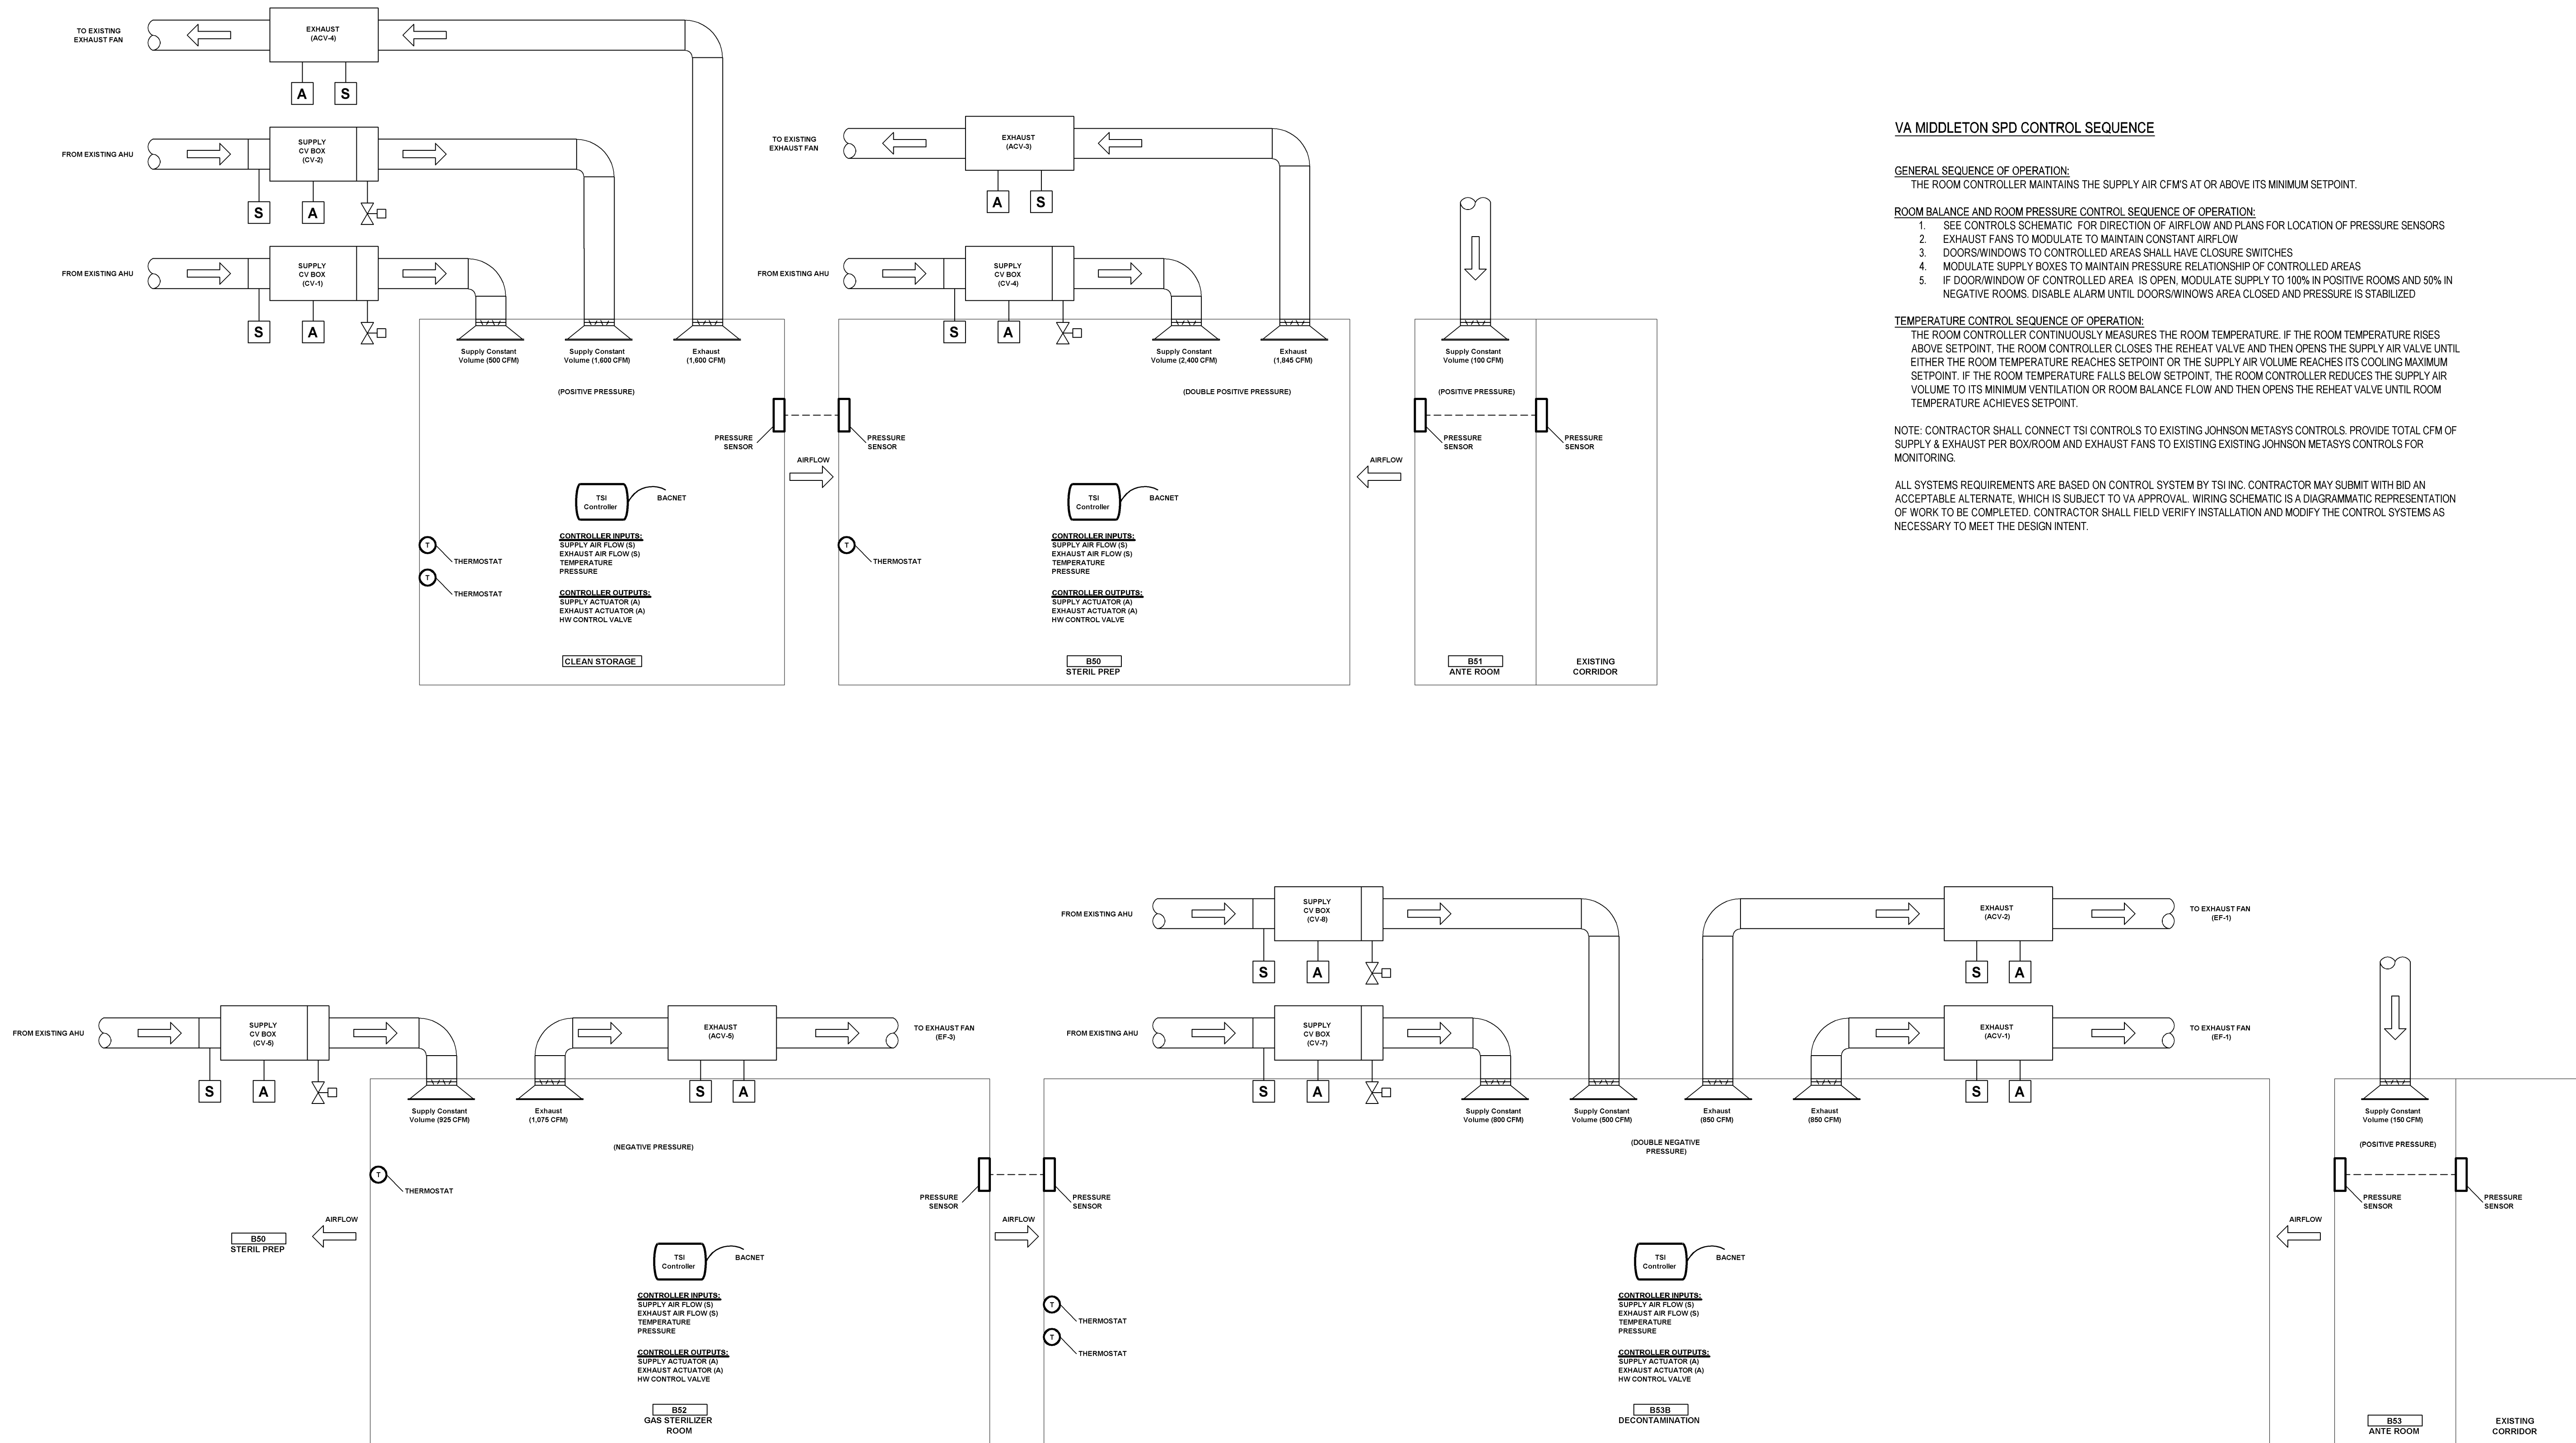 TO EXISTING
EXHAUST FAN
EXHAUST
(ACV-4)
A
S
FROM EXISTING AHU
SUPPLY
CV BOX
(CV-2)
S
A
FROM EXISTING AHU
SUPPLY
CV BOX
(CV-1)
S
A
Supply Constant
Volume (500 CFM)
Supply Constant
Volume (1,600 CFM)
Exhaust
(1,600 CFM)
(POSITIVE PRESSURE)
PRESSURE
SENSOR
TSI
Controller
BACNET
CONTROLLER INPUTS:
SUPPLY AIR FLOW (S)
EXHAUST AIR FLOW (S)
TEMPERATURE
PRESSURE
T
THERMOSTAT
T
THERMOSTAT
CONTROLLER OUTPUTS:
SUPPLY ACTUATOR (A)
EXHAUST ACTUATOR (A)
HW CONTROL VALVE
CLEAN STORAGE
AIRFLOW
TO EXISTING
EXHAUST FAN
EXHAUST
(ACV-3)
A
S
FROM EXISTING AHU
SUPPLY
CV BOX
(CV-4)
S
A
Supply Constant
Volume (2,400 CFM)
Exhaust
(1,845 CFM)
(DOUBLE POSITIVE PRESSURE)
PRESSURE
SENSOR
TSI
Controller
BACNET
CONTROLLER INPUTS:
SUPPLY AIR FLOW (S)
EXHAUST AIR FLOW (S)
TEMPERATURE
PRESSURE
T
THERMOSTAT
CONTROLLER OUTPUTS:
SUPPLY ACTUATOR (A)
EXHAUST ACTUATOR (A)
HW CONTROL VALVE
B50
STERIL PREP
AIRFLOW
Supply Constant
Volume (100 CFM)
(POSITIVE PRESSURE)
PRESSURE
SENSOR
PRESSURE
SENSOR
B51
ANTE ROOM
EXISTING
CORRIDOR
VA MIDDLETON SPD CONTROL SEQUENCE
GENERAL SEQUENCE OF OPERATION:
THE ROOM CONTROLLER MAINTAINS THE SUPPLY AIR CFM'S AT OR ABOVE ITS MINIMUM SETPOINT.
ROOM BALANCE AND ROOM PRESSURE CONTROL SEQUENCE OF OPERATION:
1. SEE CONTROLS SCHEMATIC FOR DIRECTION OF AIRFLOW AND PLANS FOR LOCATION OF PRESSURE SENSORS
2. EXHAUST FANS TO MODULATE TO MAINTAIN CONSTANT AIRFLOW
3. DOORS/WINDOWS TO CONTROLLED AREAS SHALL HAVE CLOSURE SWITCHES
4. MODULATE SUPPLY BOXES TO MAINTAIN PRESSURE RELATIONSHIP OF CONTROLLED AREAS
5. IF DOOR/WINDOW OF CONTROLLED AREA IS OPEN, MODULATE SUPPLY TO 100% IN POSITIVE ROOMS AND 50% IN
NEGATIVE ROOMS. DISABLE ALARM UNTIL DOORS/WINOWS AREA CLOSED AND PRESSURE IS STABILIZED
TEMPERATURE CONTROL SEQUENCE OF OPERATION:
THE ROOM CONTROLLER CONTINUOUSLY MEASURES THE ROOM TEMPERATURE. IF THE ROOM TEMPERATURE RISES
ABOVE SETPOINT, THE ROOM CONTROLLER CLOSES THE REHEAT VALVE AND THEN OPENS THE SUPPLY AIR VALVE UNTIL
EITHER THE ROOM TEMPERATURE REACHES SETPOINT OR THE SUPPLY AIR VOLUME REACHES ITS COOLING MAXIMUM
SETPOINT. IF THE ROOM TEMPERATURE FALLS BELOW SETPOINT, THE ROOM CONTROLLER REDUCES THE SUPPLY AIR
VOLUME TO ITS MINIMUM VENTILATION OR ROOM BALANCE FLOW AND THEN OPENS THE REHEAT VALVE UNTIL ROOM
TEMPERATURE ACHIEVES SETPOINT.
NOTE: CONTRACTOR SHALL CONNECT TSI CONTROLS TO EXISTING JOHNSON METASYS CONTROLS. PROVIDE TOTAL CFM OF
SUPPLY & EXHAUST PER BOX/ROOM AND EXHAUST FANS TO EXISTING EXISTING JOHNSON METASYS CONTROLS FOR
MONITORING.
ALL SYSTEMS REQUIREMENTS ARE BASED ON CONTROL SYSTEM BY TSI INC. CONTRACTOR MAY SUBMIT WITH BID AN
ACCEPTABLE ALTERNATE, WHICH IS SUBJECT TO VA APPROVAL. WIRING SCHEMATIC IS A DIAGRAMMATIC REPRESENTATION
OF WORK TO BE COMPLETED. CONTRACTOR SHALL FIELD VERIFY INSTALLATION AND MODIFY THE CONTROL SYSTEMS AS
NECESSARY TO MEET THE DESIGN INTENT.
FROM EXISTING AHU
SUPPLY
CV BOX
(CV-5)
S
A
EXHAUST
(ACV-5)
S
A
TO EXHAUST FAN
(EF-3)
Supply Constant
Volume (925 CFM)
Exhaust
(1,075 CFM)
(NEGATIVE PRESSURE)
T
THERMOSTAT
PRESSURE
SENSOR
AIRFLOW
B50
STERIL PREP
TSI
Controller
BACNET
CONTROLLER INPUTS:
SUPPLY AIR FLOW (S)
EXHAUST AIR FLOW (S)
TEMPERATURE
PRESSURE
CONTROLLER OUTPUTS:
SUPPLY ACTUATOR (A)
EXHAUST ACTUATOR (A)
HW CONTROL VALVE
B52
GAS STERILIZER
ROOM
AIRFLOW
FROM EXISTING AHU
SUPPLY
CV BOX
(CV-8)
S
A
EXHAUST
(ACV-2)
S
A
TO EXHAUST FAN
(EF-1)
FROM EXISTING AHU
SUPPLY
CV BOX
(CV-7)
S
A
EXHAUST
(ACV-1)
S
A
TO EXHAUST FAN
(EF-1)
Supply Constant
Volume (800 CFM)
Supply Constant
Volume (500 CFM)
Exhaust
(850 CFM)
Exhaust
(850 CFM)
(DOUBLE NEGATIVE
PRESSURE)
PRESSURE
SENSOR
TSI
Controller
BACNET
CONTROLLER INPUTS:
SUPPLY AIR FLOW (S)
EXHAUST AIR FLOW (S)
TEMPERATURE
PRESSURE
T
THERMOSTAT
T
THERMOSTAT
CONTROLLER OUTPUTS:
SUPPLY ACTUATOR (A)
EXHAUST ACTUATOR (A)
HW CONTROL VALVE
B53B
DECONTAMINATION
AIRFLOW
Supply Constant
Volume (150 CFM)
(POSITIVE PRESSURE)
PRESSURE
SENSOR
PRESSURE
SENSOR
B53
ANTE ROOM
EXISTING
CORRIDOR